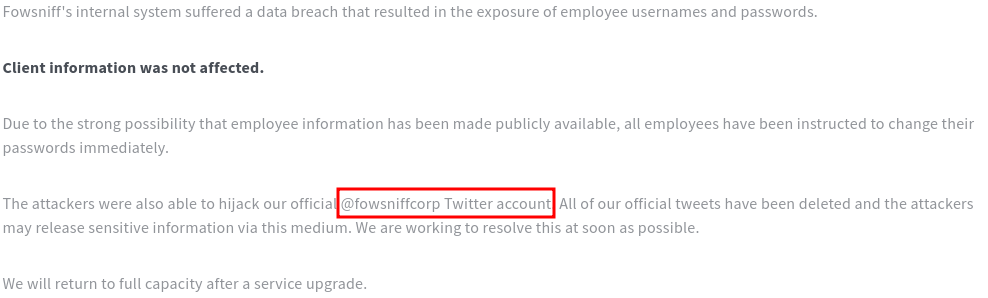 Fowsniff's internal system suffered a data breach that resulted in the exposure of employee usernames and passwords.
Client information was not affected.
Due to the strong possibility that employee information has been made publicly available, all employees have been instructed to change their
passwords immediately.
The attackers were also able to hijack our official @fowsniffcorp Twitter account. All of our official tweets have been deleted and the attackers
may release sensitive information via this medium. We are working to resolve this at soon as possible.
We will return to full capacity after a service upgrade.